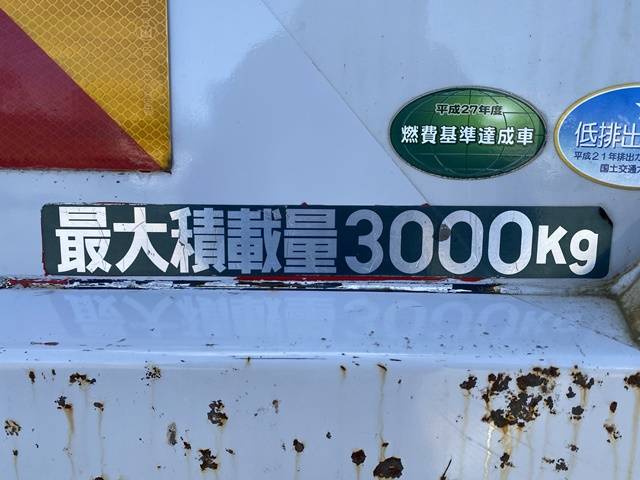 平成27年度
燃費基準達成車
低排出
平成21年排出ガ
国土交通大
最大積載量3000Kg